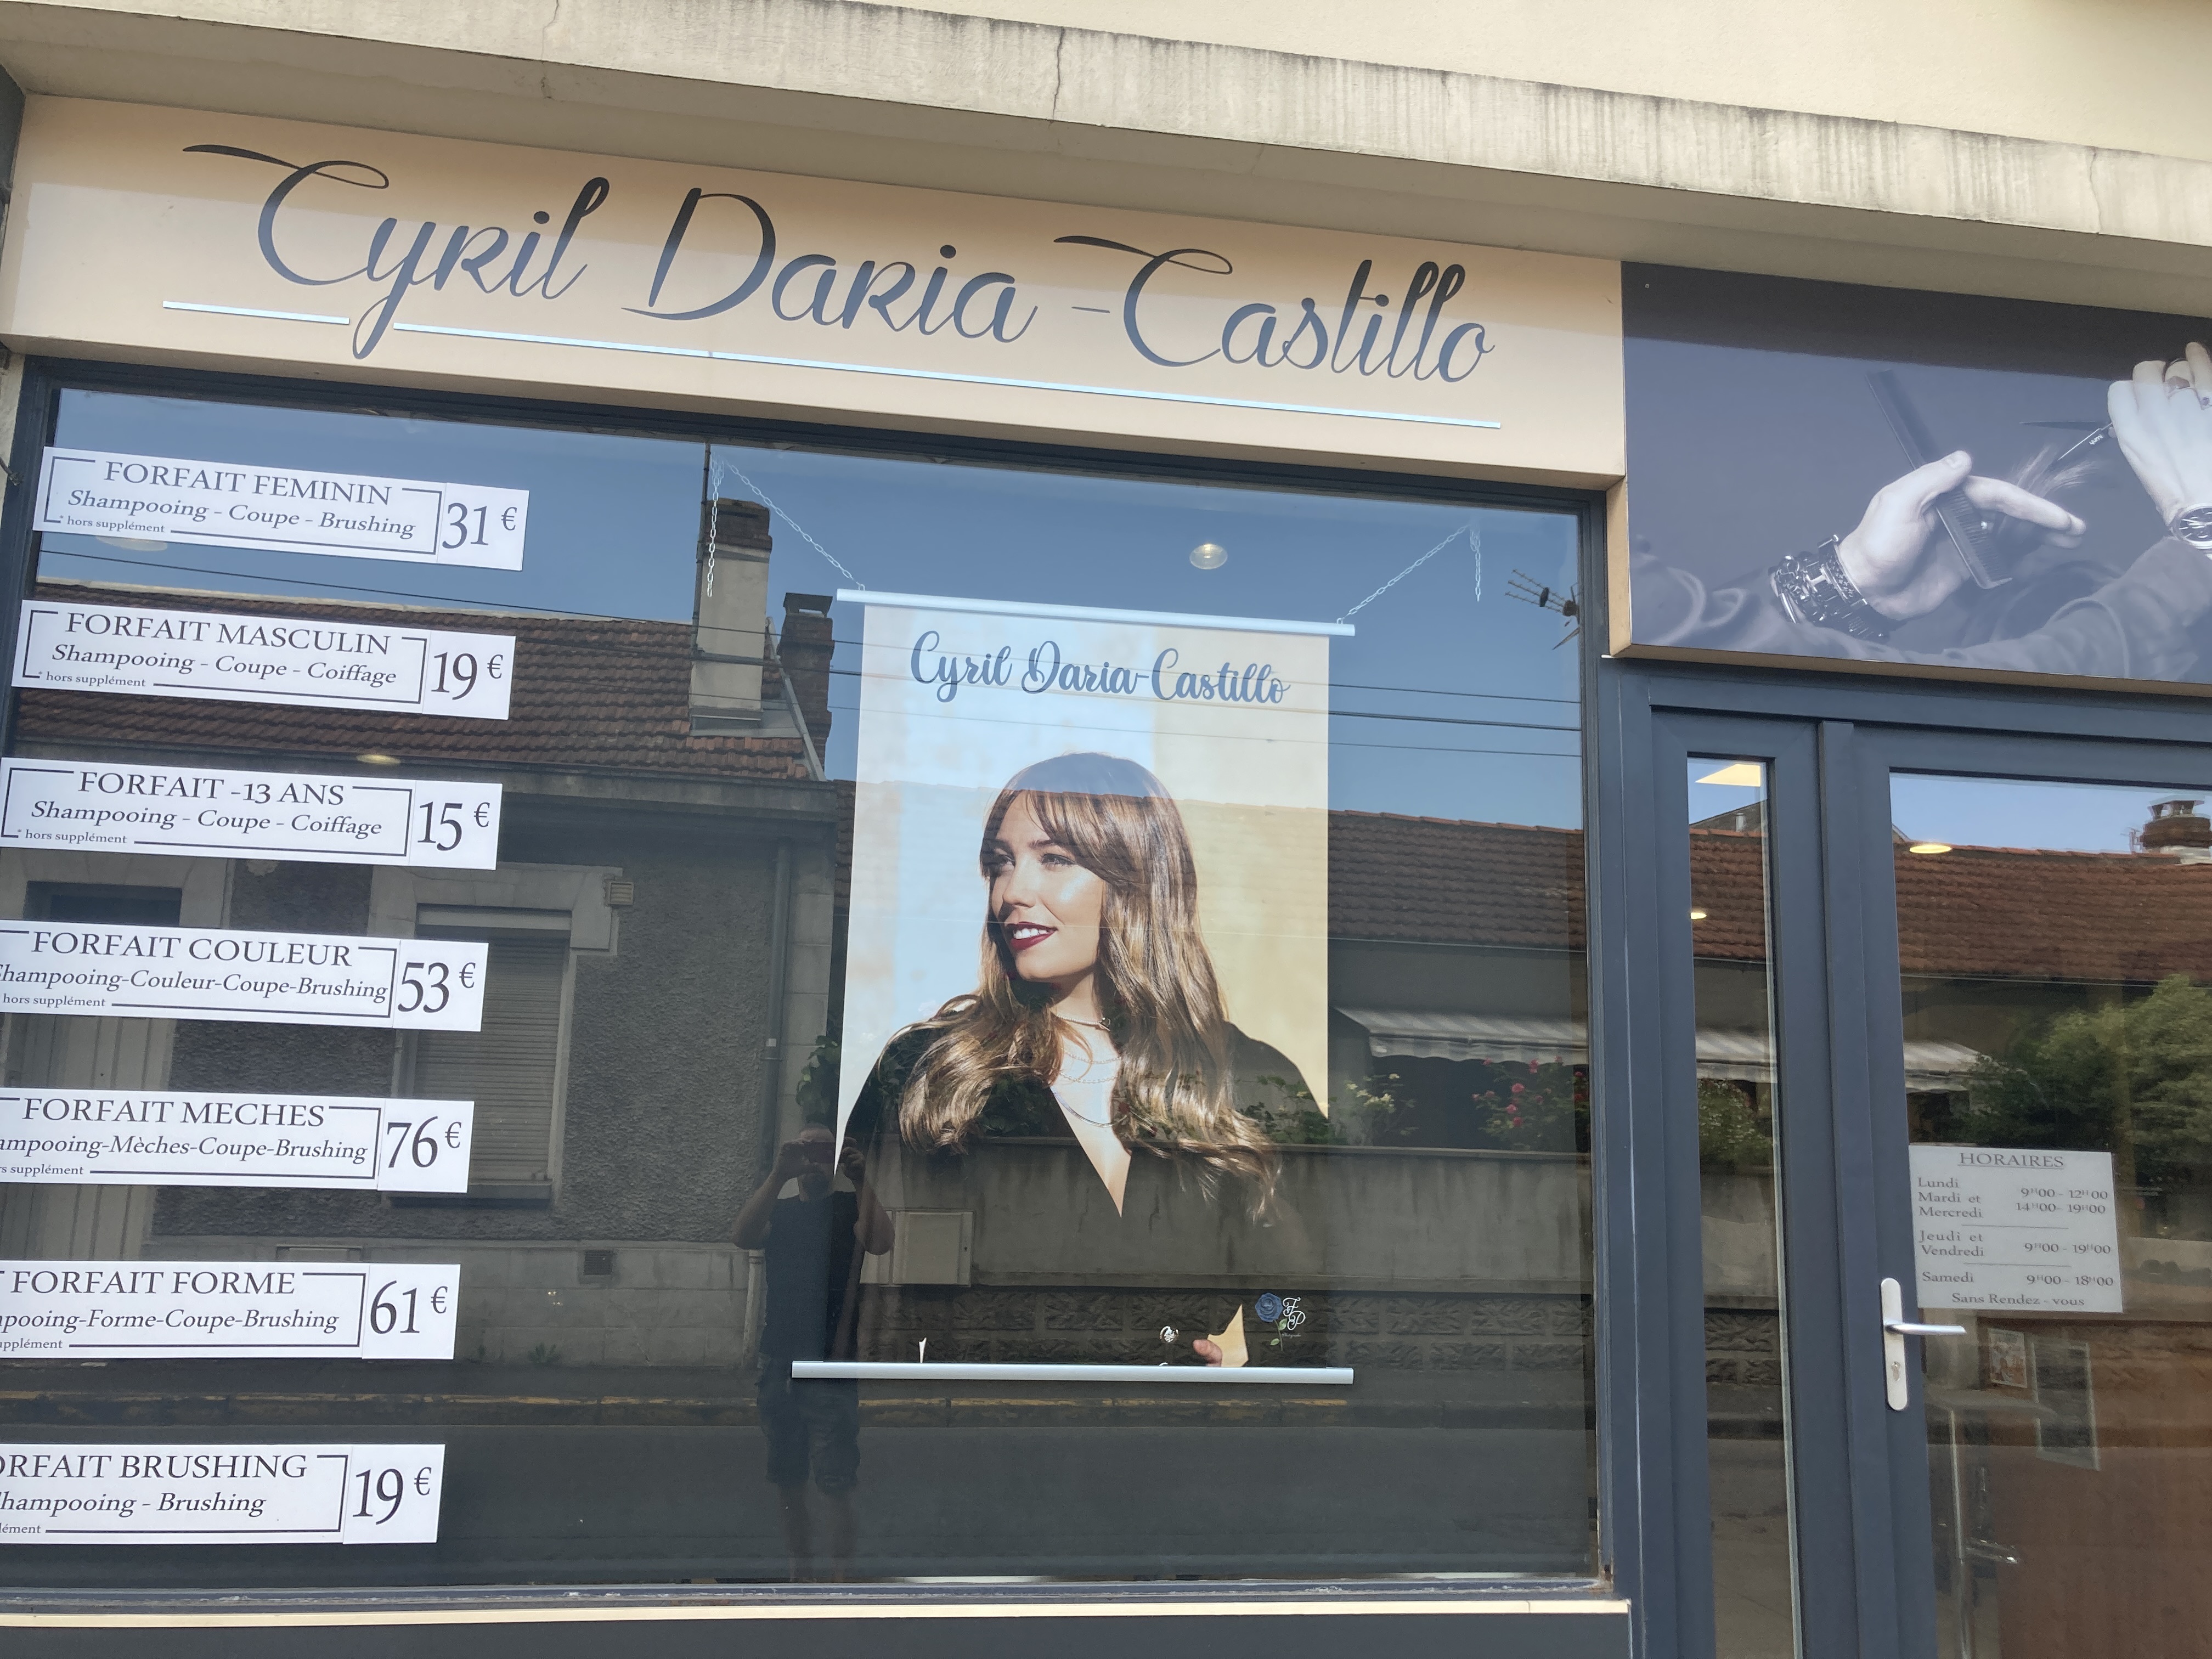 Cyril Daria-Castillo
FORFAIT FEMININ
Shampooing - Coupe - Brushing
* hors supplément
31 €
FORFAIT MASCULIN
Shampooing - Coupe - Coiffage
* hors supplément
19 €
FORFAIT -13 ANS
Shampooing - Coupe - Coiffage
* hors supplément
15 €
FORFAIT COULEUR
hampooing-Couleur-Coupe-Brushing
hors supplément
53 €
FORFAIT MECHES
ampooing-Mèches-Coupe-Brushing
rs supplément
76 €
FORFAIT FORME
pooing-Forme-Coupe-Brushing
upplément
61 €
ORFAIT BRUSHING
hampooing - Brushing
lément
19 €
Cyril Daria-Castillo
FP
HORAIRES
Lundi
Mardi et
Mercredi
9H00 - 12H00
14H00 - 19H00
Jeudi et
Vendredi
9H00 - 19H00
Samedi
9H00 - 18H00
Sans Rendez-vous